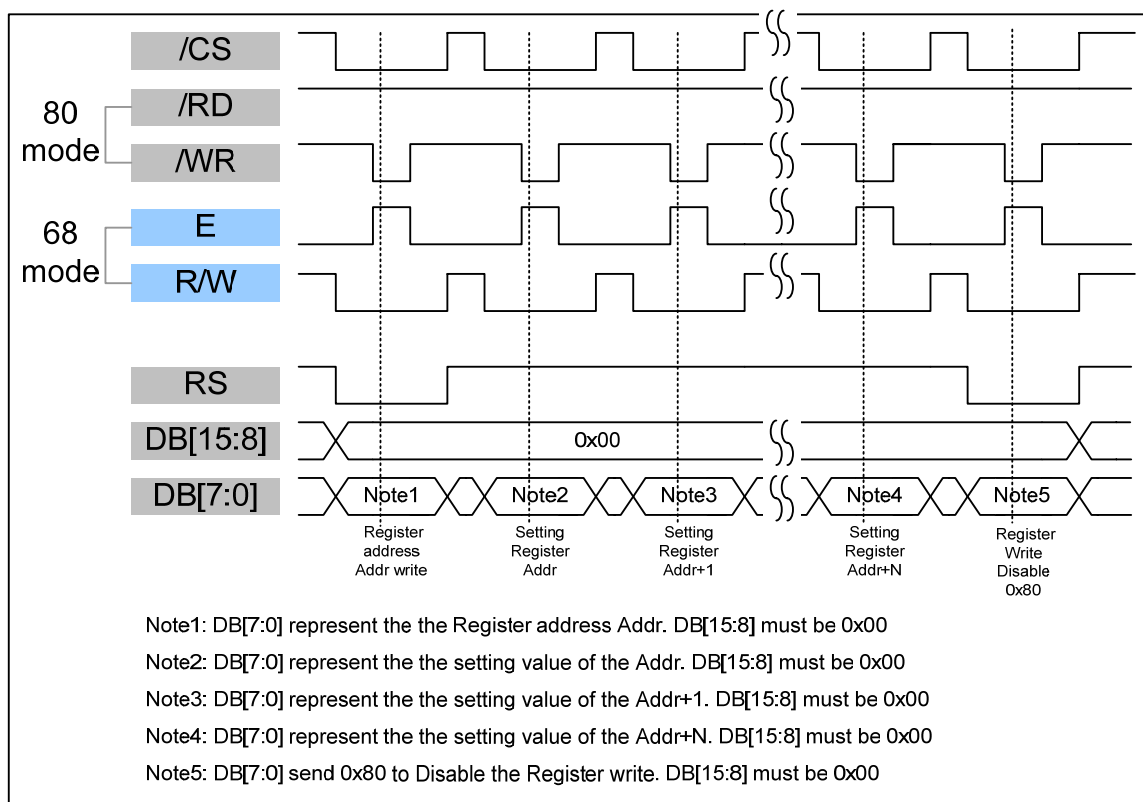 /CS
80
mode
/RD
/WR
68
mode
E
R/W
RS
DB[15:8]
0x00
DB[7:0]
Note1
Note2
Note3
Note4
Note5
Register
address
Addr write
Setting
Register
Addr
Setting
Register
Addr+1
Setting
Register
Addr+N
Register
Write
Disable
0x80
Note1: DB[7:0] represent the the Register address Addr. DB[15:8] must be 0x00
Note2: DB[7:0] represent the the setting value of the Addr. DB[15:8] must be 0x00
Note3: DB[7:0] represent the the setting value of the Addr+1. DB[15:8] must be 0x00
Note4: DB[7:0] represent the the setting value of the Addr+N. DB[15:8] must be 0x00
Note5: DB[7:0] send 0x80 to Disable the Register write. DB[15:8] must be 0x00